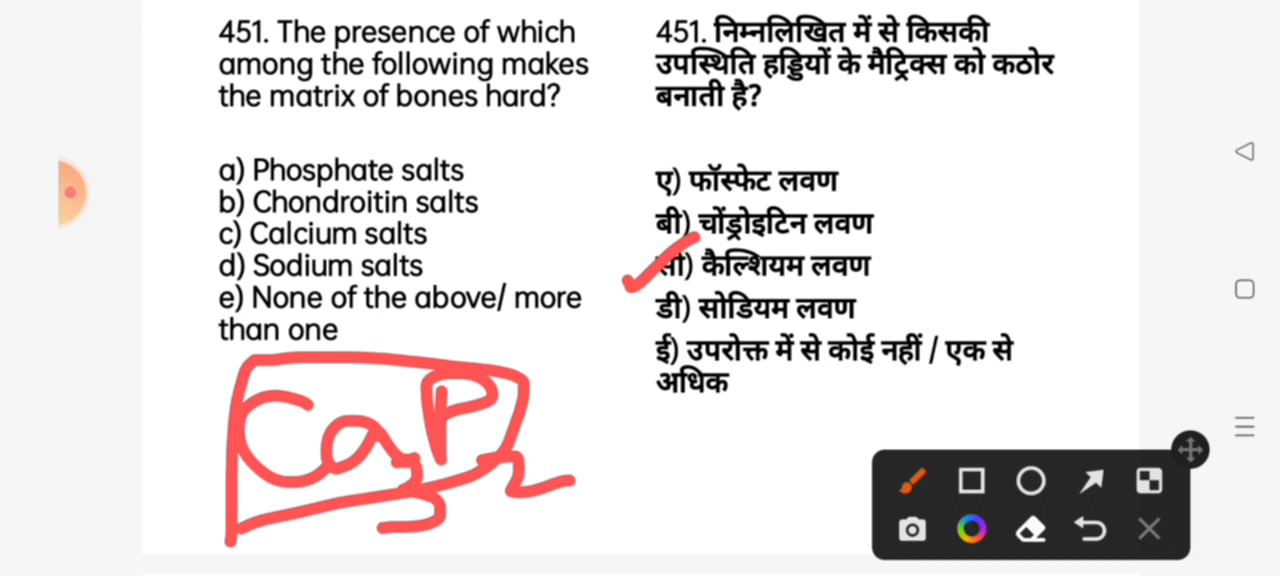 451. The presence of which
among the following makes
the matrix of bones hard?
a) Phosphate salts
b) Chondroitin salts
c) Calcium salts
d) Sodium salts
e) None of the above/ more
than one
Ca3P2
451. निम्नलिखित में से किसकी
उपस्थिति हड्डियों के मैट्रिक्स को कठोर
बनाती है?
ए) फॉस्फेट लवण
बी) चोंड्रोइटिन लवण
सी) कैल्शियम लवण
डी) सोडियम लवण
ई) उपरोक्त में से कोई नहीं / एक से
अधिक